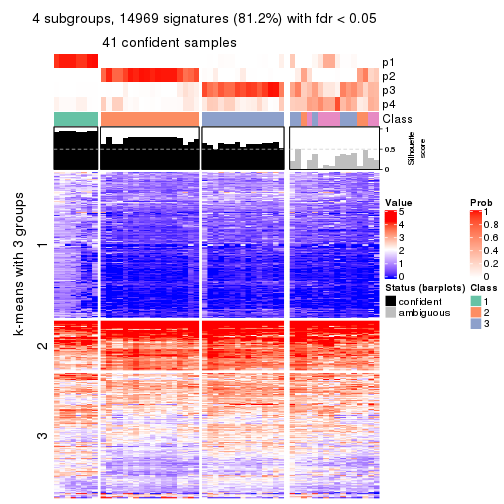 4 subgroups, 14969 signatures (81.2%) with fdr < 0.05
41 confident samples
p1
p2
p3
p4
Class
1
0.5
0
Silhouette
score
k-means with 3 groups
1
2
3
Value
5
4
3
2
1
0
Prob
1
0.8
0.6
0.4
0.2
0
Status (barplots)
confident
ambiguous
Class
1
2
3